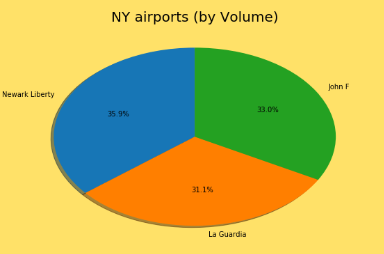 NY airports (by Volume)
Newark Liberty
John F
35.9%
33.0%
31.1%
La Guardia